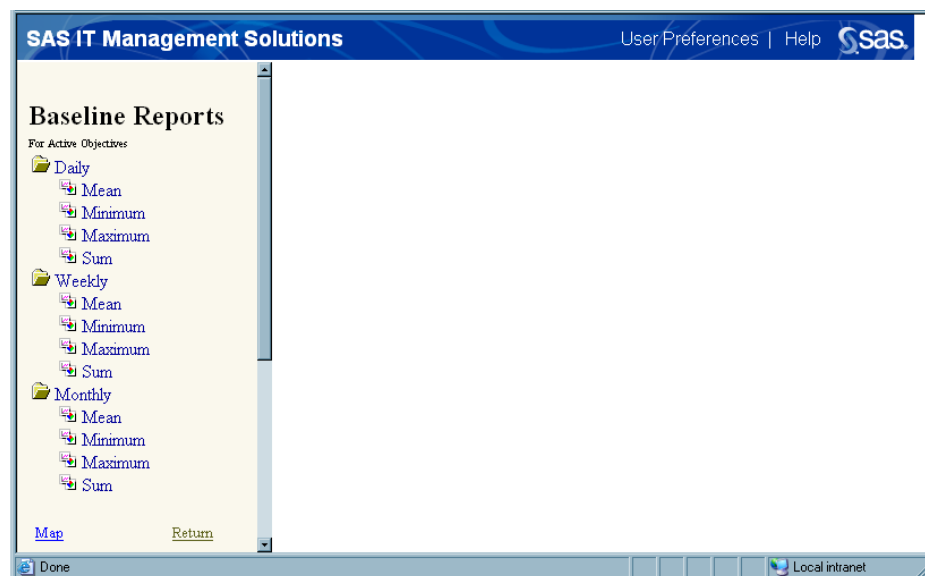 SAS IT Management Solutions
User Preferences | Help
sas.
Baseline Reports
For Active Objectives
Daily
Mean
Minimum
Maximum
Sum
Weekly
Mean
Minimum
Maximum
Sum
Monthly
Mean
Minimum
Maximum
Sum
Map
Return
Done
Local intranet